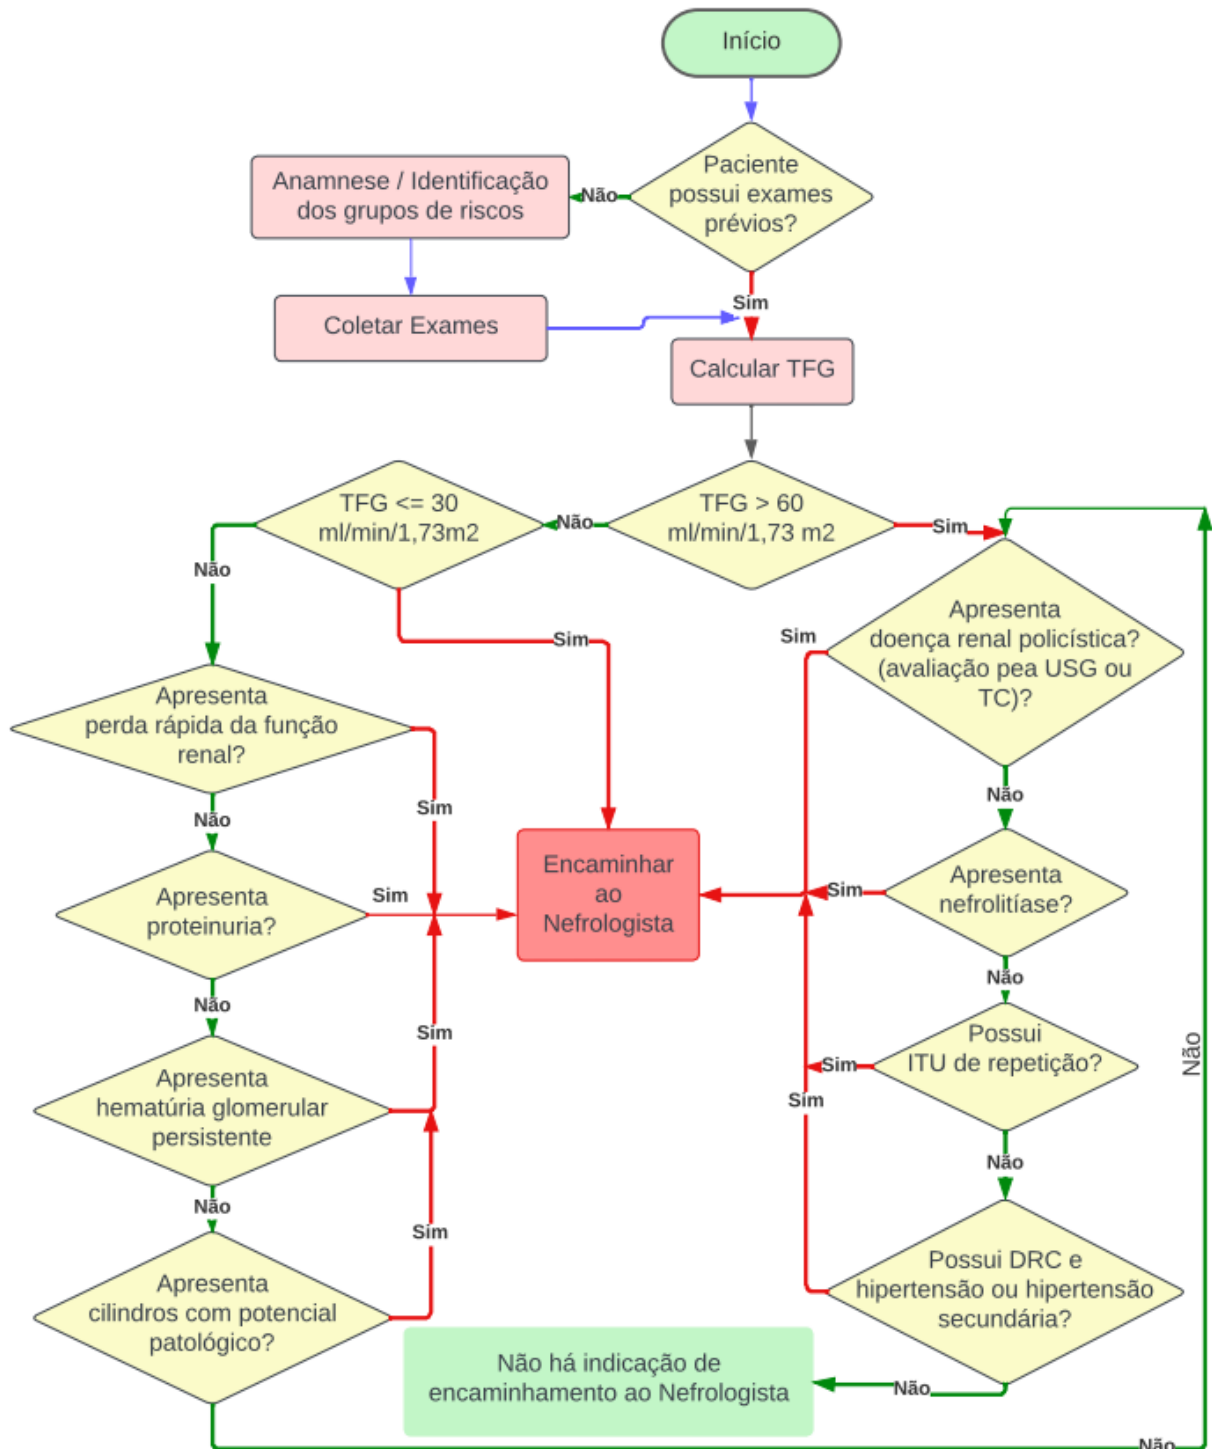 Início
Paciente
possui exames
prévios?
Não
Anamnese / Identificação
dos grupos de riscos
Coletar Exames
Sim
Calcular TFG
TFG > 60
ml/min/1,73 m2
Não
TFG <= 30
ml/min/1,73m2
Sim
Não
Sim
Apresenta
doença renal policística?
(avaliação pea USG ou
TC)?
Sim
Apresenta
perda rápida da função
renal?
Sim
Não
Não
Apresenta
proteinuria?
Sim
Encaminhar
ao
Nefrologista
Apresenta
nefrolitíase?
Sim
Não
Não
Apresenta
hematúria glomerular
persistente
Sim
Possui
ITU de repetição?
Sim
Sim
Não
Não
Não
Apresenta
cilindros com potencial
patológico?
Sim
Possui DRC e
hipertensão ou hipertensão
secundária?
Não
Não há indicação de
encaminhamento ao Nefrologista
Não